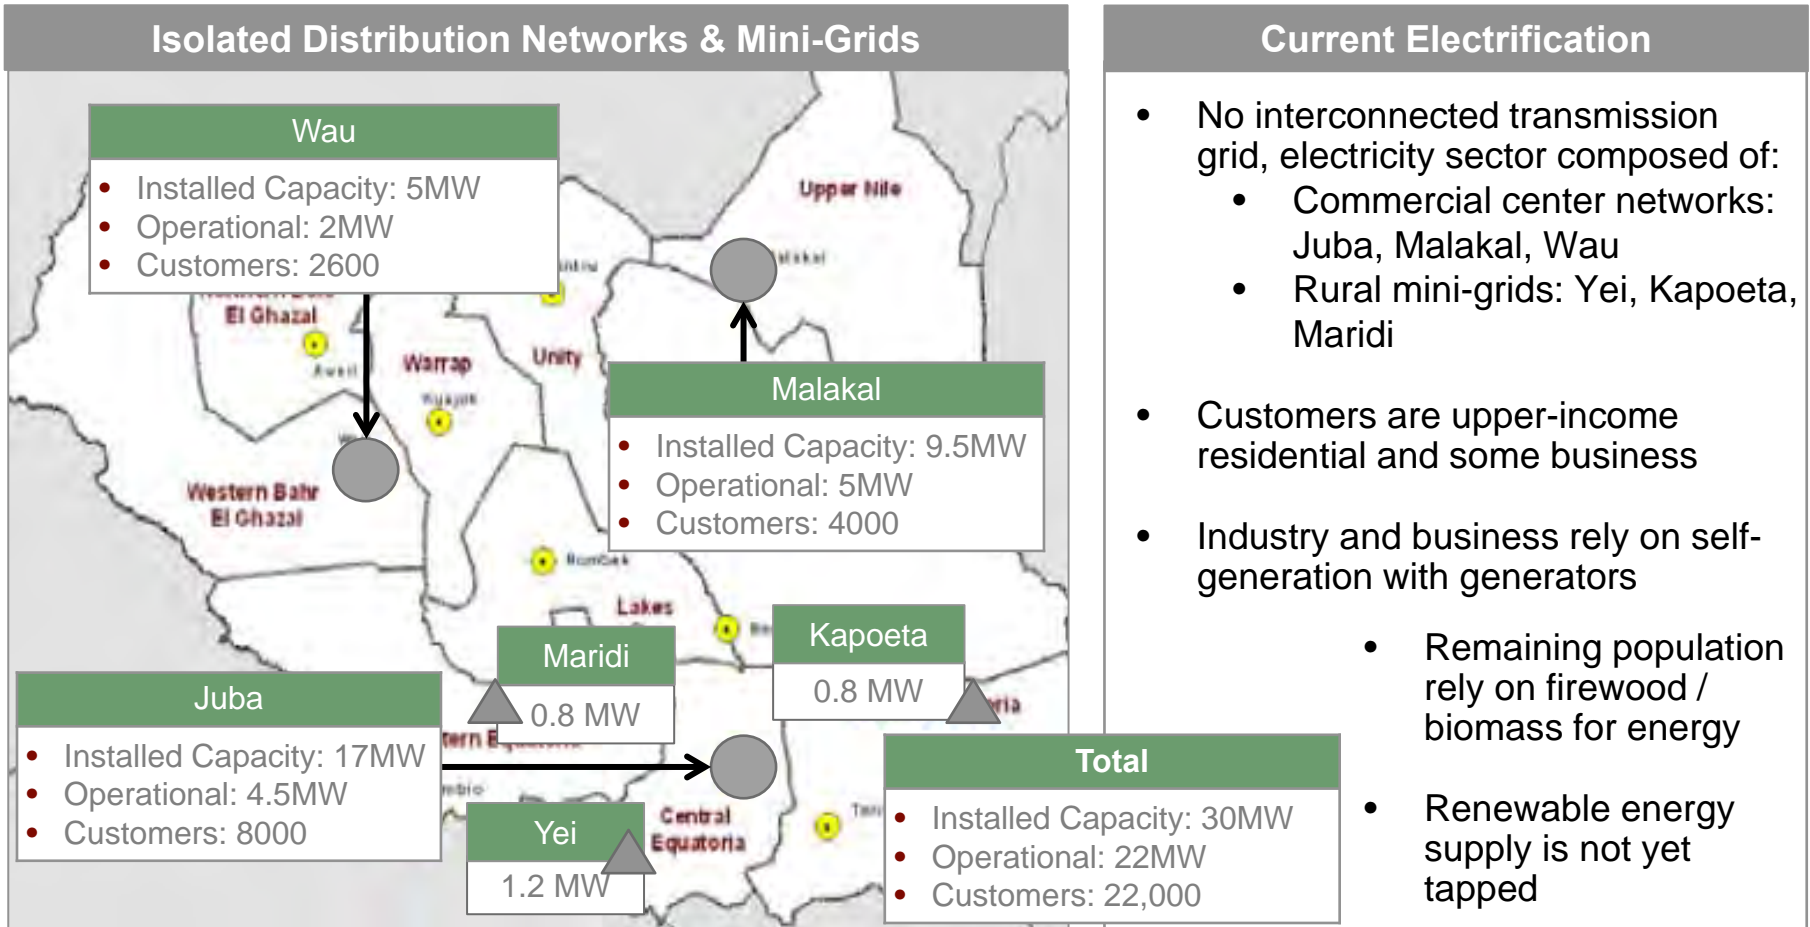 Isolated Distribution Networks & Mini-Grids
Wau
• Installed Capacity: 5MW
• Operational: 2MW
• Customers: 2600
Upper Nile
El Ghazal
Warrap
Unity
Malakal
• Installed Capacity: 9.5MW
• Operational: 5MW
• Customers: 4000
Western Bahr
El Ghazal
Rumbek
Lakes
Maridi
0.8 MW
Kapoeta
0.8 MW
Juba
• Installed Capacity: 17MW
• Operational: 4.5MW
• Customers: 8000
Yei
1.2 MW
Central
Equatoria
Total
• Installed Capacity: 30MW
• Operational: 22MW
• Customers: 22,000
Current Electrification
• No interconnected transmission
grid, electricity sector composed of:
• Commercial center networks:
Juba, Malakal, Wau
• Rural mini-grids: Yei, Kapoeta,
Maridi
• Customers are upper-income
residential and some business
• Industry and business rely on self-
generation with generators
• Remaining population
rely on firewood /
biomass for energy
• Renewable energy
supply is not yet
tapped